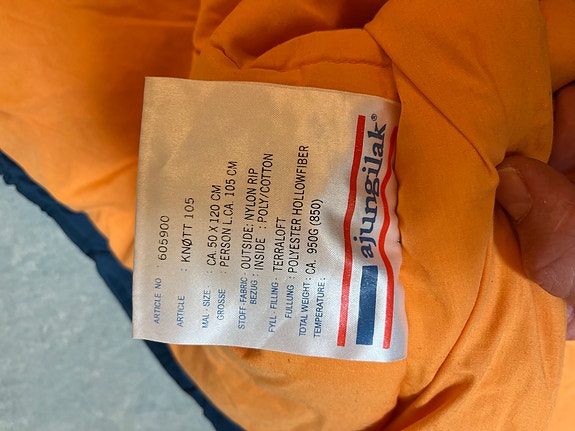 ajungilak®
ARTICLE NO : 605900
ARTICLE : KNØTT 105
MAL - SIZE : CA. 50 X 120 CM
GROSSE PERSON L.CA. 105 CM
STOFF-FABRIC OUTSIDE: NYLON RIP
BEZUG : INSIDE : POLY/COTTON
FYLL - FILLING - TERRALOFT
FULLUNG : POLYESTER HOLLOWFIBER
TOTAL WEIGHT : CA. 950G (850)
TEMPERATURE :